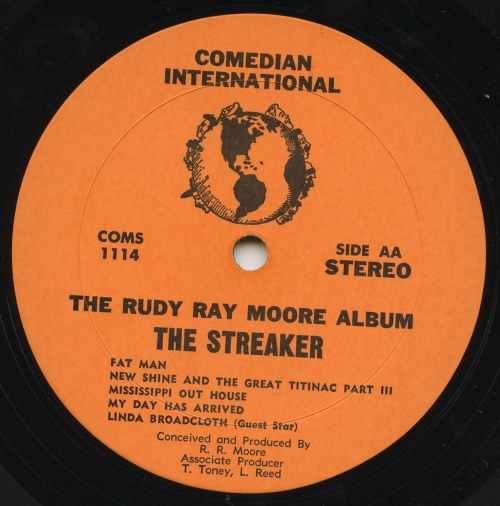 COMEDIAN
INTERNATIONAL
COMS
1114
SIDE AA
STEREO
THE RUDY RAY MOORE ALBUM
THE STREAKER
FAT MAN
NEW SHINE AND THE GREAT TITINAC PART III
MISSISSIPPI OUT HOUSE
MY DAY HAS ARRIVED
LINDA BROADCLOTH (Guest Star)
Conceived and Produced By
R. R. Moore
Associate Producer
T. Toney, L. Reed